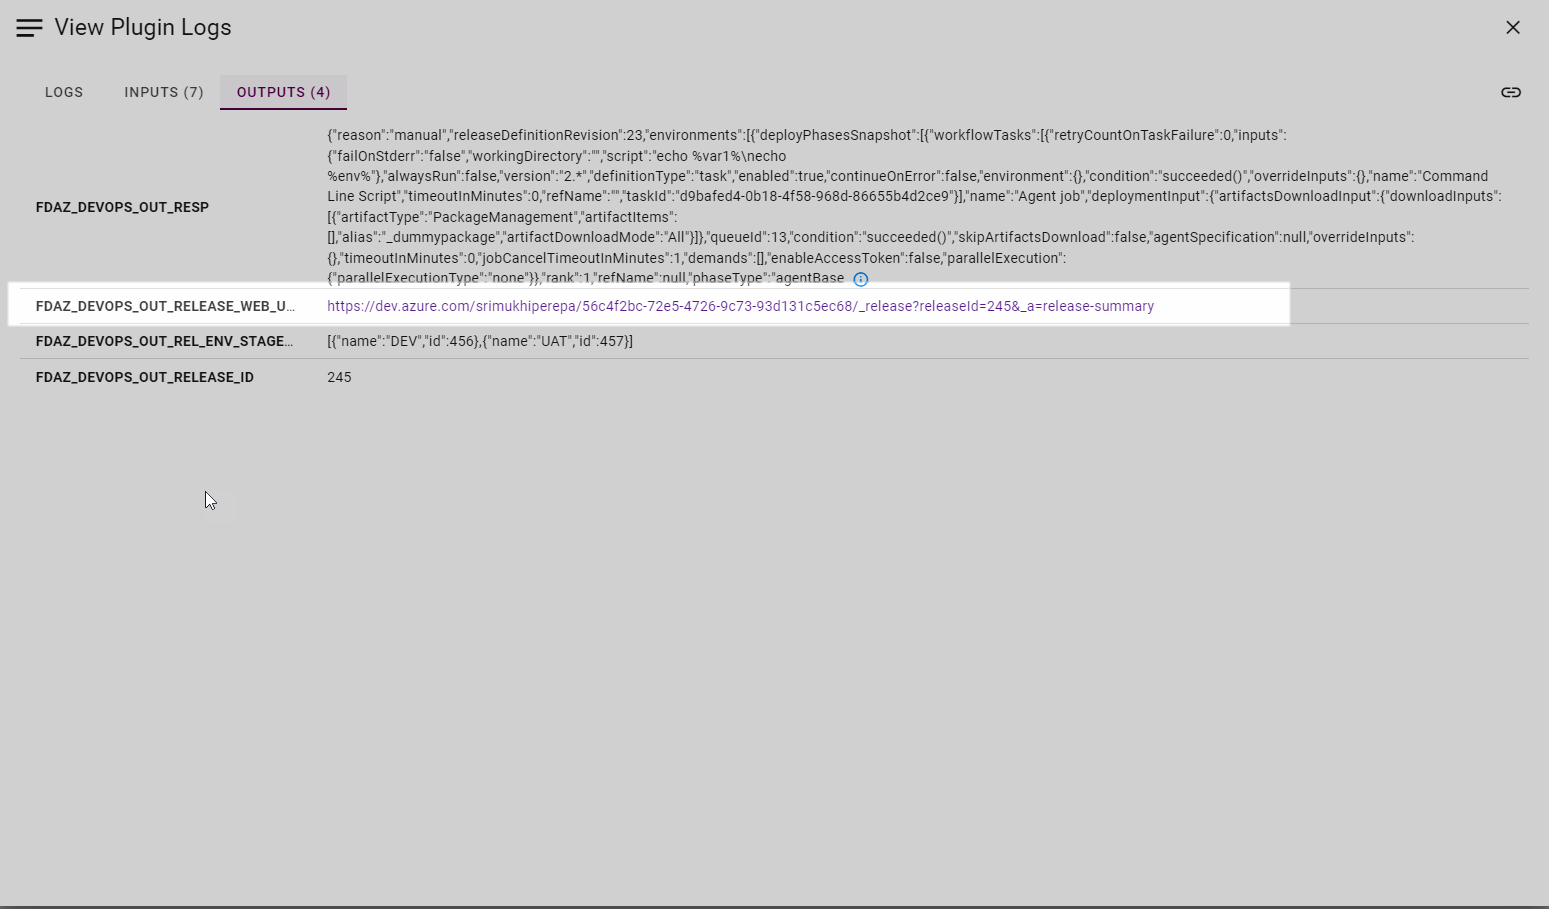 View Plugin Logs
LOGS
INPUTS (7)
OUTPUTS (4)
FDAZ_DEVOPS_OUT_RESP
{"reason":"manual","releaseDefinitionRevision":23,"environments":[{"deployPhasesSnapshot":[{"workflowTasks":[{"retryCountOnTaskFailure":0,"inputs":
{"failOnStderr":"false","workingDirectory":"","script":"echo %var1%\necho
%env%"},"alwaysRun":false,"version":"2.*","definitionType":"task","enabled":true,"continueOnError":false,"environment":{},"condition":"succeeded()","overrideInputs":{},"name":"Command
Line Script","timeoutInMinutes":0,"refName":"","taskId":"d9bafed4-0b18-4f58-968d-86655b4d2ce9"}],"name":"Agent job","deploymentInput":{"artifactsDownloadInput":{"downloadInputs":
[{"artifactType":"PackageManagement","artifactItems":
[],"alias":"_dummypackage","artifactDownloadMode":"All"}]},"queueId":13,"condition":"succeeded()","skipArtifactsDownload":false,"agentSpecification":null,"overrideInputs":
{},"timeoutInMinutes":0,"jobCancelTimeoutInMinutes":1,"demands":[],"enableAccessToken":false,"parallelExecution":
{"parallelExecutionType":"none"}},"rank":1,"refName":null,"phaseType":"agentBase
FDAZ_DEVOPS_OUT_RELEASE_WEB_U...
https://dev.azure.com/srimukhiperepa/56c4f2bc-72e5-4726-9c73-93d131c5ec68/_release?releaseId=245&_a=release-summary
FDAZ_DEVOPS_OUT_REL_ENV_STAGE...
[{"name":"DEV","id":456},{"name":"UAT","id":457}]
FDAZ_DEVOPS_OUT_RELEASE_ID
245